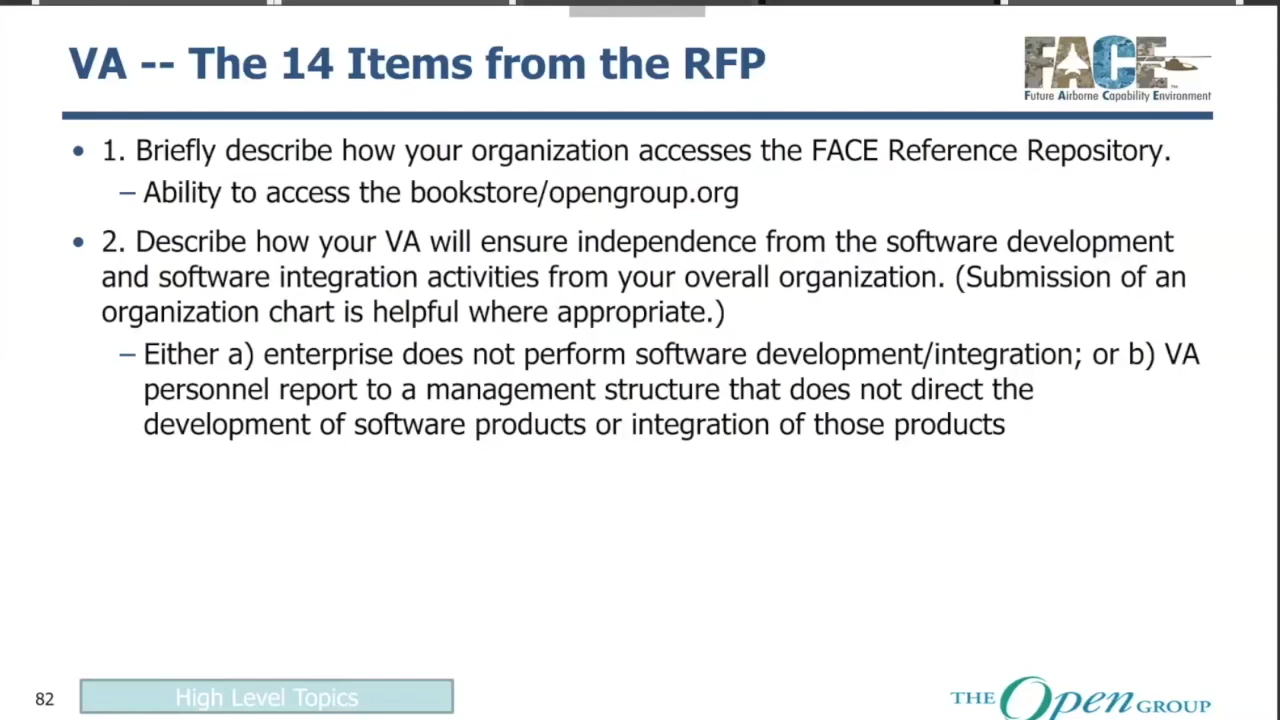 VA -- The 14 Items from the RFP
FACE™
Future Airborne Capability Environment
• 1. Briefly describe how your organization accesses the FACE Reference Repository.
– Ability to access the bookstore/opengroup.org
• 2. Describe how your VA will ensure independence from the software development
and software integration activities from your overall organization. (Submission of an
organization chart is helpful where appropriate.)
– Either a) enterprise does not perform software development/integration; or b) VA
personnel report to a management structure that does not direct the
development of software products or integration of those products
82
High Level Topics
THE Open GROUP